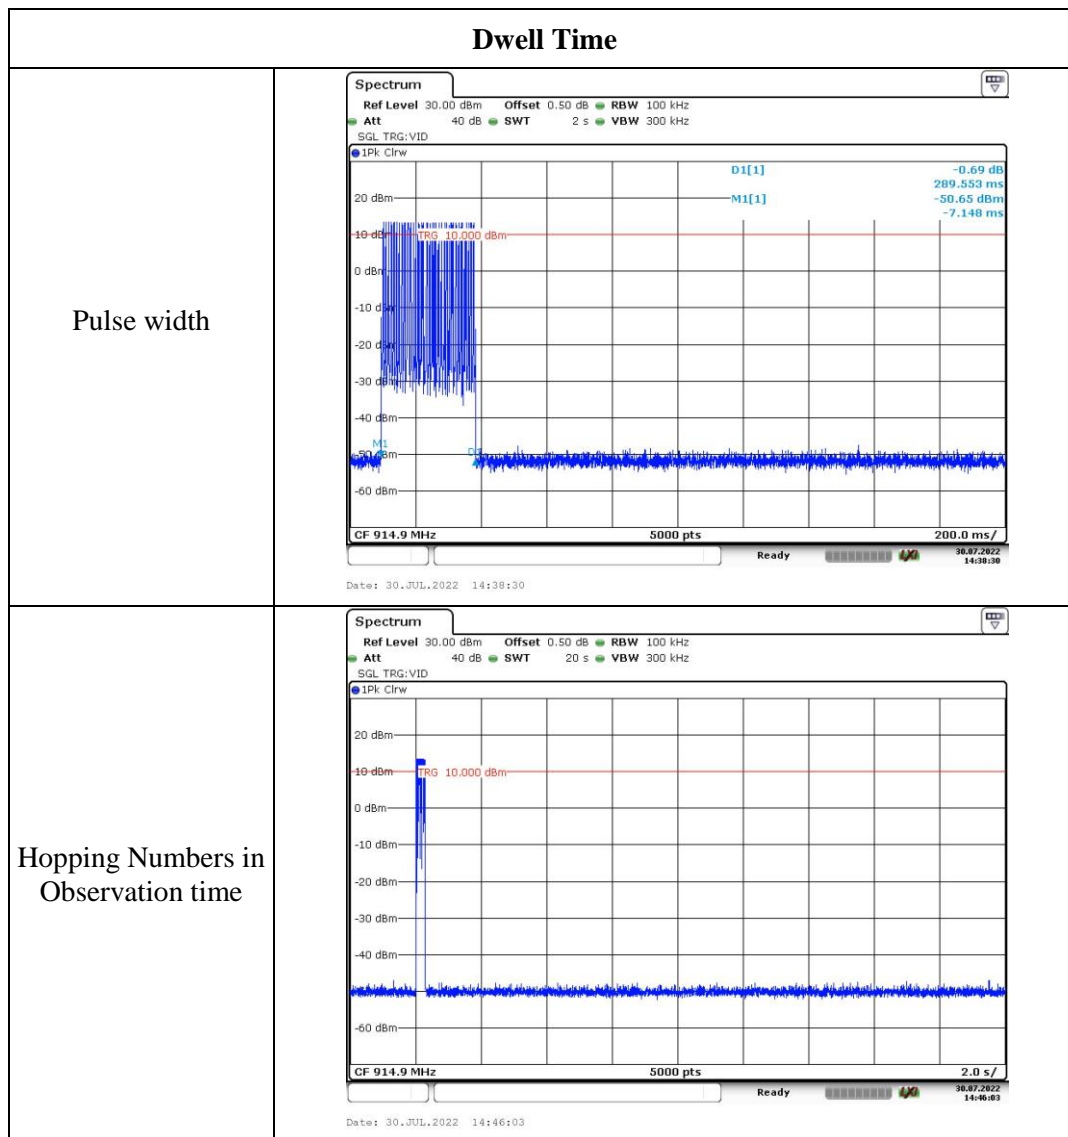 Dwell Time
Pulse width
Spectrum
Ref Level 30.00 dBm Offset 0.50 dB RBW 100 kHz
Att 40 dB SWT 2 s VBW 300 kHz
SGL TRG:VID
1Pk Clrw
D1[1] -0.69 dB
289.553 ms
20 dBm M1[1] -50.65 dBm
-7.148 ms
10 dBm TRG 10.000 dBm
0 dBm
-10 dBm
-20 dBm
-30 dBm
-40 dBm
M1
-50 dBm D1
-60 dBm
CF 914.9 MHz 5000 pts 200.0 ms/
Ready 30.07.2022
14:38:30
Date: 30.JUL.2022 14:38:30
Hopping Numbers in
Observation time
Spectrum
Ref Level 30.00 dBm Offset 0.50 dB RBW 100 kHz
Att 40 dB SWT 20 s VBW 300 kHz
SGL TRG:VID
1Pk Clrw
20 dBm
10 dBm TRG 10.000 dBm
0 dBm
-10 dBm
-20 dBm
-30 dBm
-40 dBm
-60 dBm
CF 914.9 MHz 5000 pts 2.0 s/
Ready 30.07.2022
14:46:03
Date: 30.JUL.2022 14:46:03